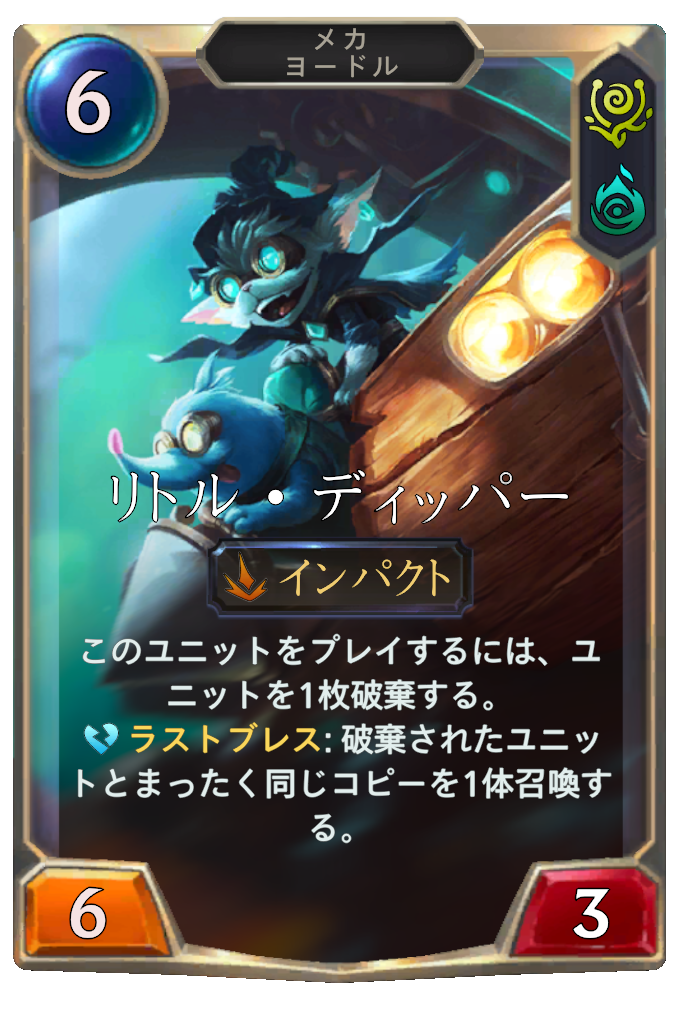 メカ
ヨードル
6
リトル・ディッパー
インパクト
このユニットをプレイするには、ユ
ニットを1枚破棄する。
ラストブレス: 破棄されたユニッ
トとまったく同じコピーを1体召喚す
る。
6
3